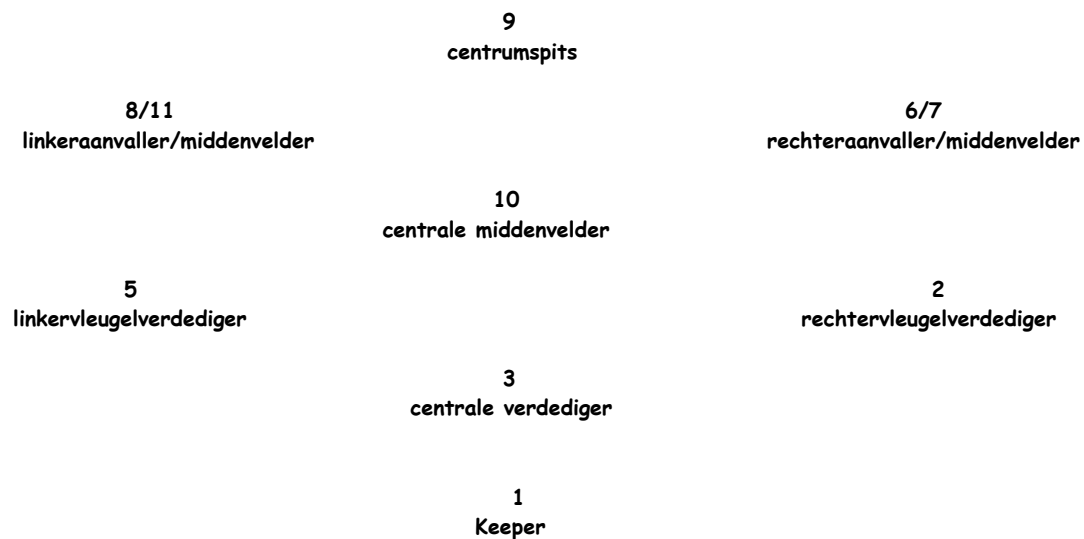 9
centrumspits
8/11
linkeraanvaller/middenvelder
6/7
rechteraanvaller/middenvelder
10
centrale middenvelder
5
linkervleugelverdediger
2
rechtervleugelverdediger
3
centrale verdediger
1
Keeper